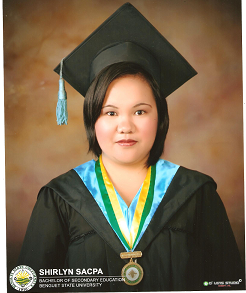 SHIRLYN SACPA
BACHELOR OF SECONDARY EDUCATION
BENGUET STATE UNIVERSITY